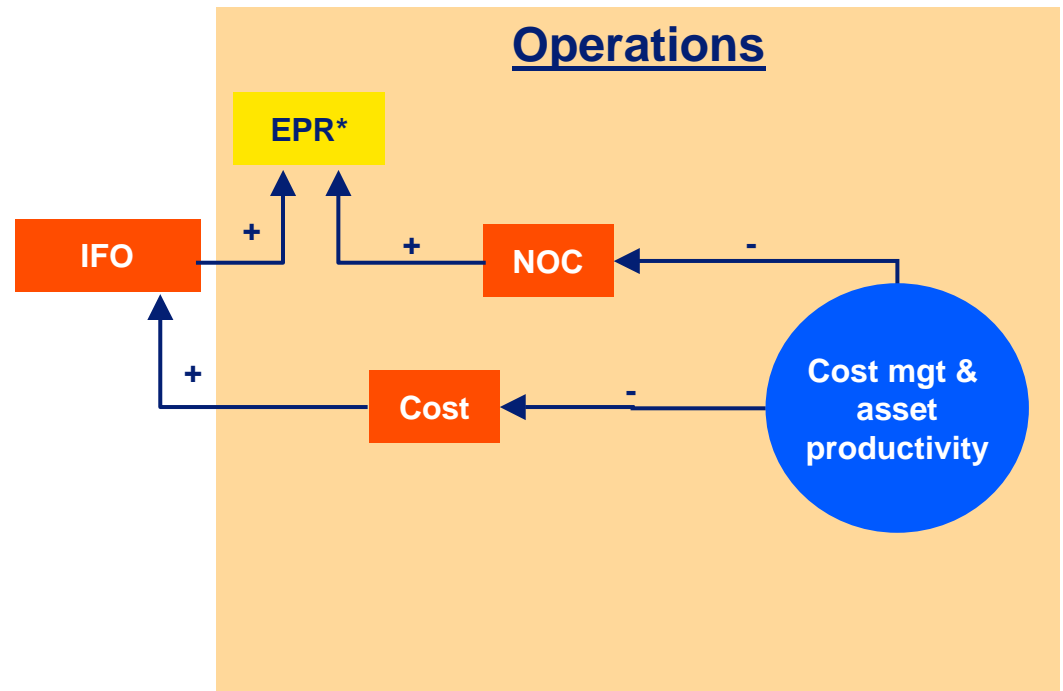 Operations
EPR*
+
+
-
IFO
NOC
+
-
Cost
Cost mgt &
asset
productivity